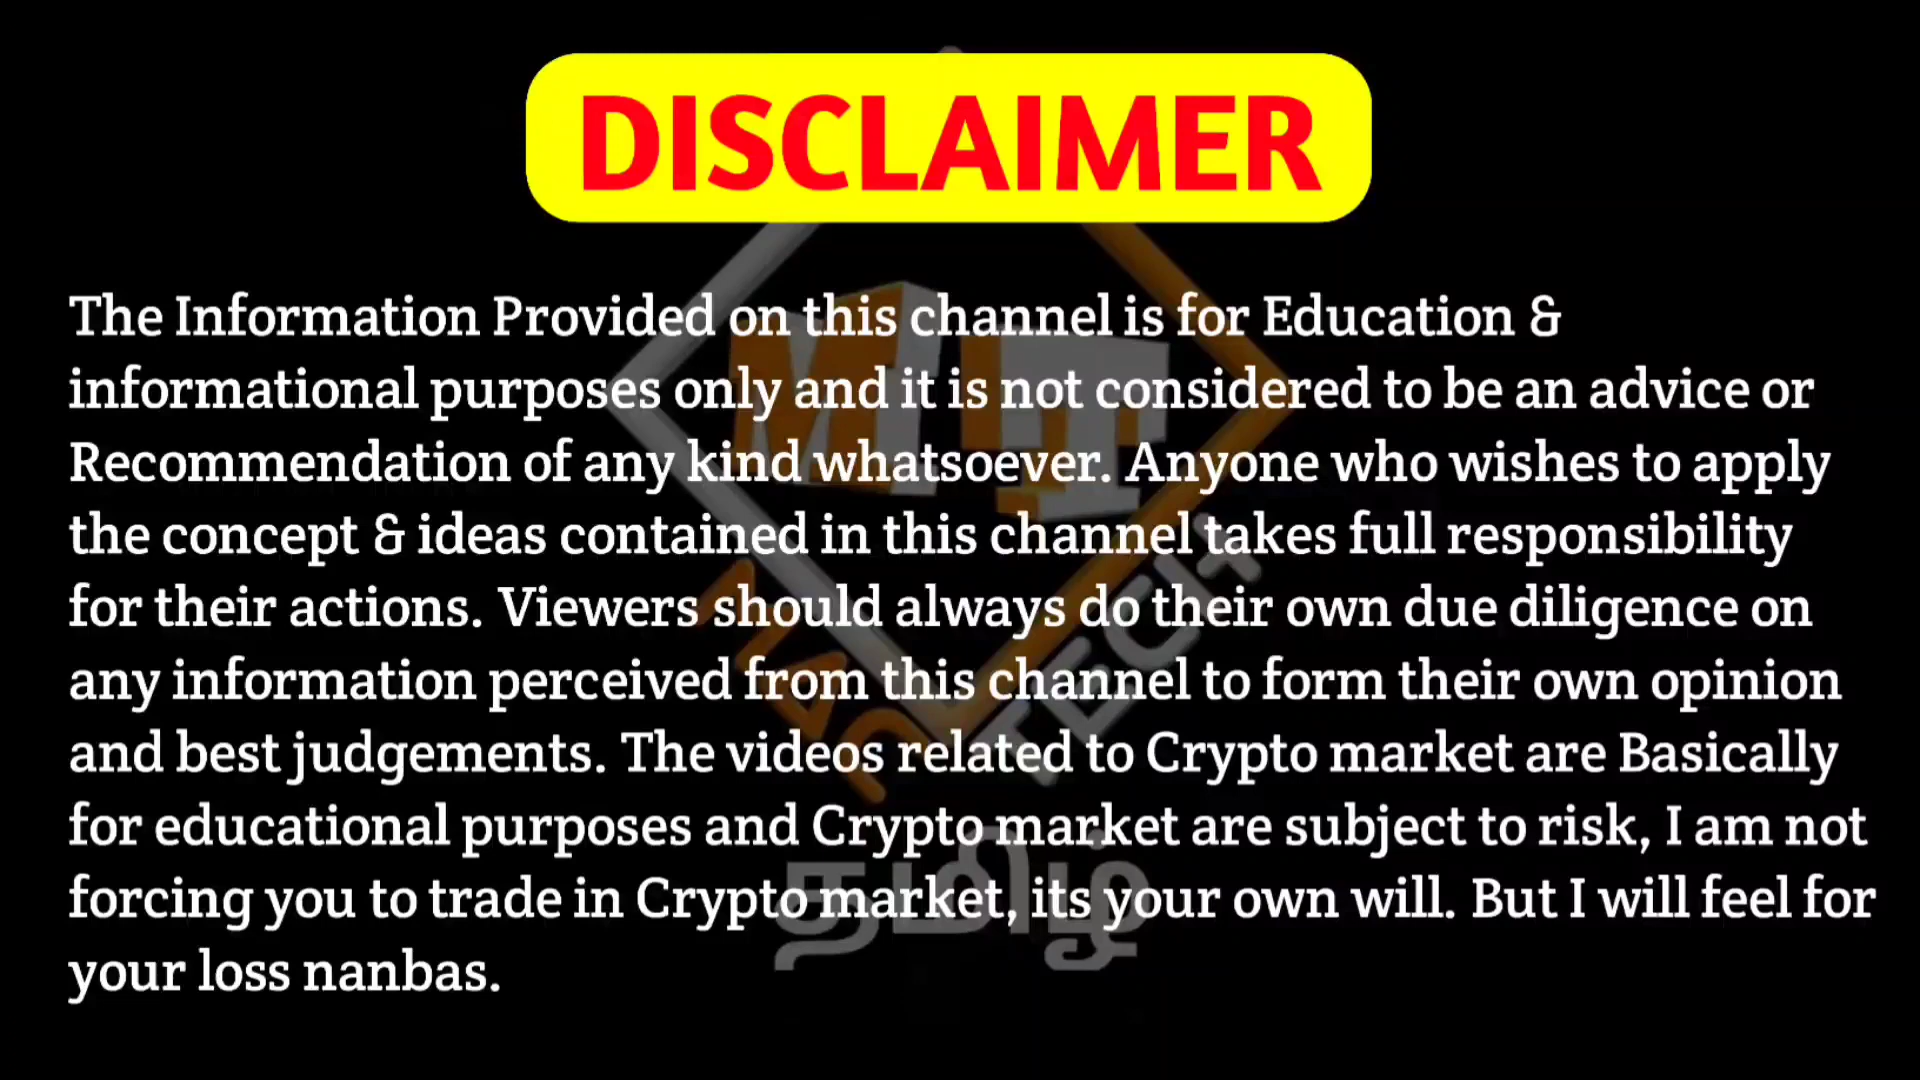 DISCLAIMER
The Information Provided on this channel is for Education &
informational purposes only and it is not considered to be an advice or
Recommendation of any kind whatsoever. Anyone who wishes to apply
the concept & ideas contained in this channel takes full responsibility
for their actions. Viewers should always do their own due diligence on
any information perceived from this channel to form their own opinion
and best judgements. The videos related to Crypto market are Basically
for educational purposes and Crypto market are subject to risk, I am not
forcing you to trade in Crypto market, its your own will. But I will feel for
your loss nanbas.
MT
TECH
தமிழ்